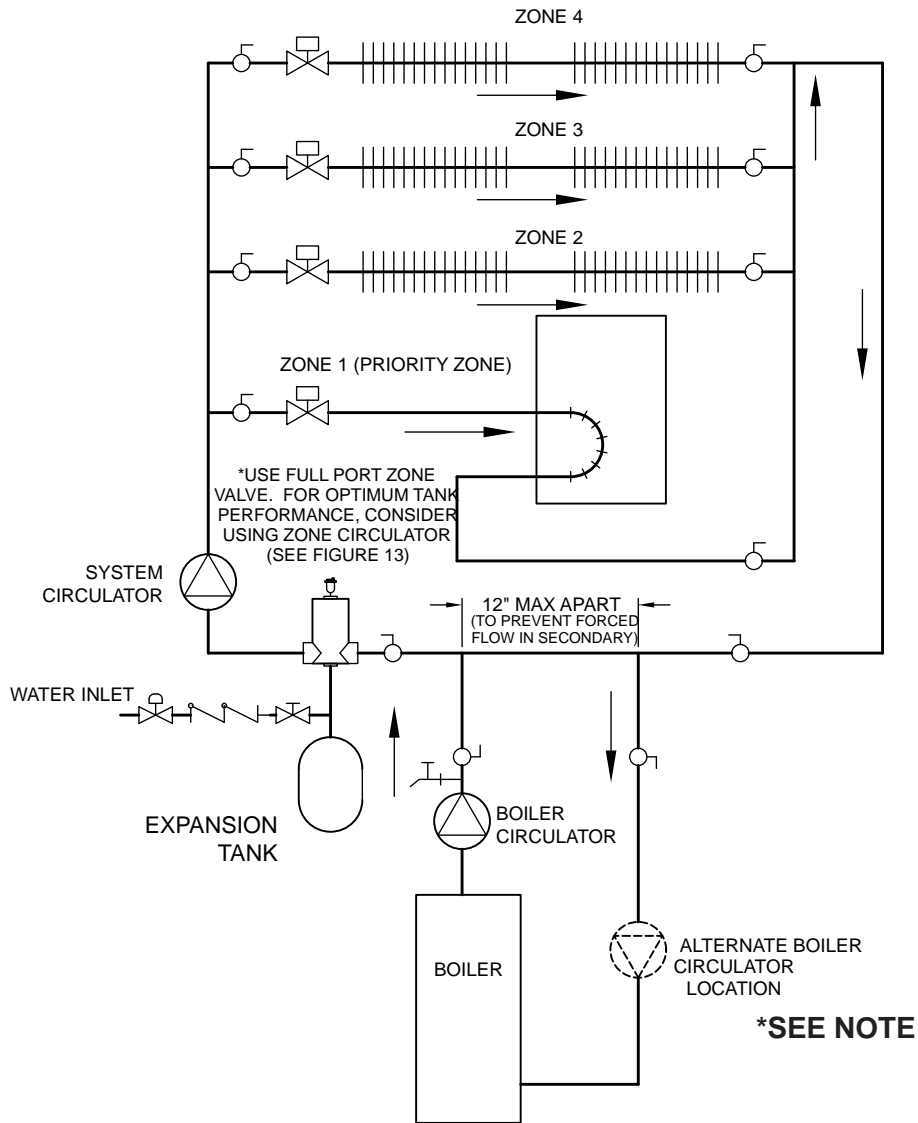 ZONE 4
ZONE 3
ZONE 2
ZONE 1 (PRIORITY ZONE)
*USE FULL PORT ZONE
VALVE. FOR OPTIMUM TANK
PERFORMANCE, CONSIDER
USING ZONE CIRCULATOR
(SEE FIGURE 13)
SYSTEM
CIRCULATOR
12" MAX APART
(TO PREVENT FORCED
FLOW IN SECONDARY)
WATER INLET
EXPANSION
TANK
BOILER
CIRCULATOR
BOILER
ALTERNATE BOILER
CIRCULATOR
LOCATION
*SEE NOTE